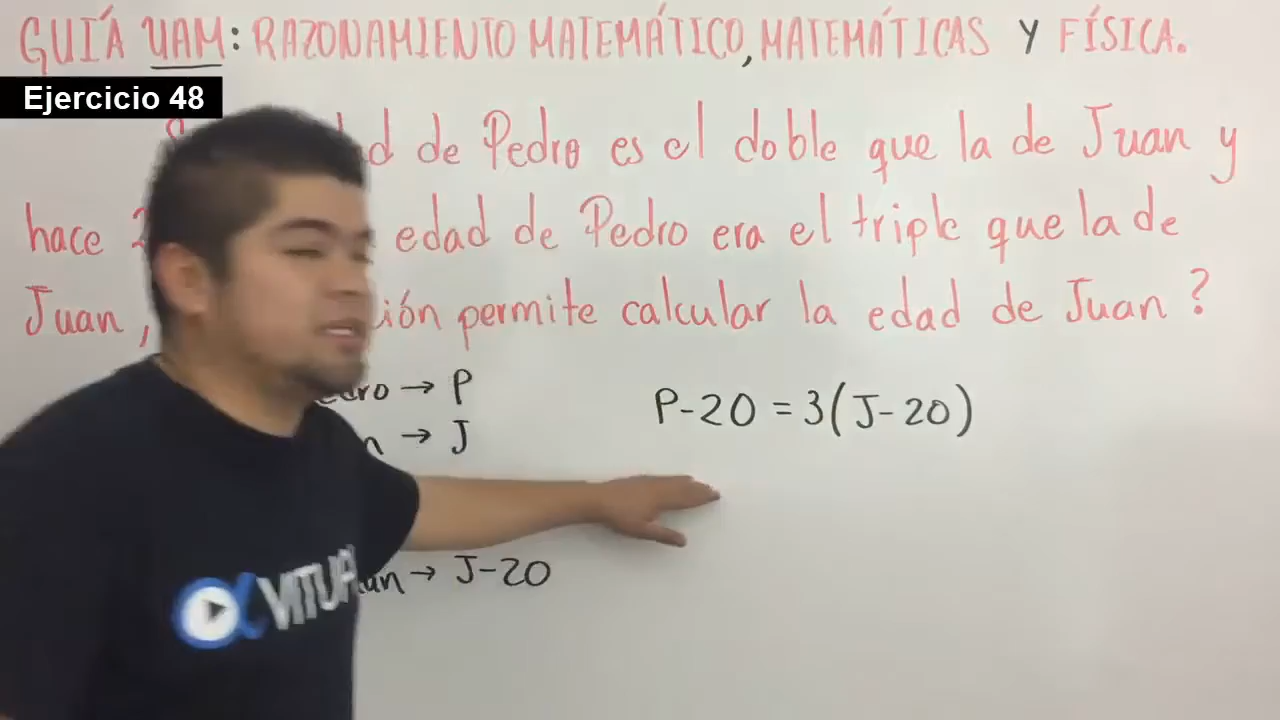 GUÍA UAM: RAZONAMIENTO MATEMÁTICO, MATEMÁTICAS Y FÍSICA.
Ejercicio 48
de Pedro es el doble que la de Juan y
hace edad de Pedro era el triple que la de
Juan, permite calcular la edad de Juan?
→ P
P-20 = 3(J-20)
→ J
→ J-20